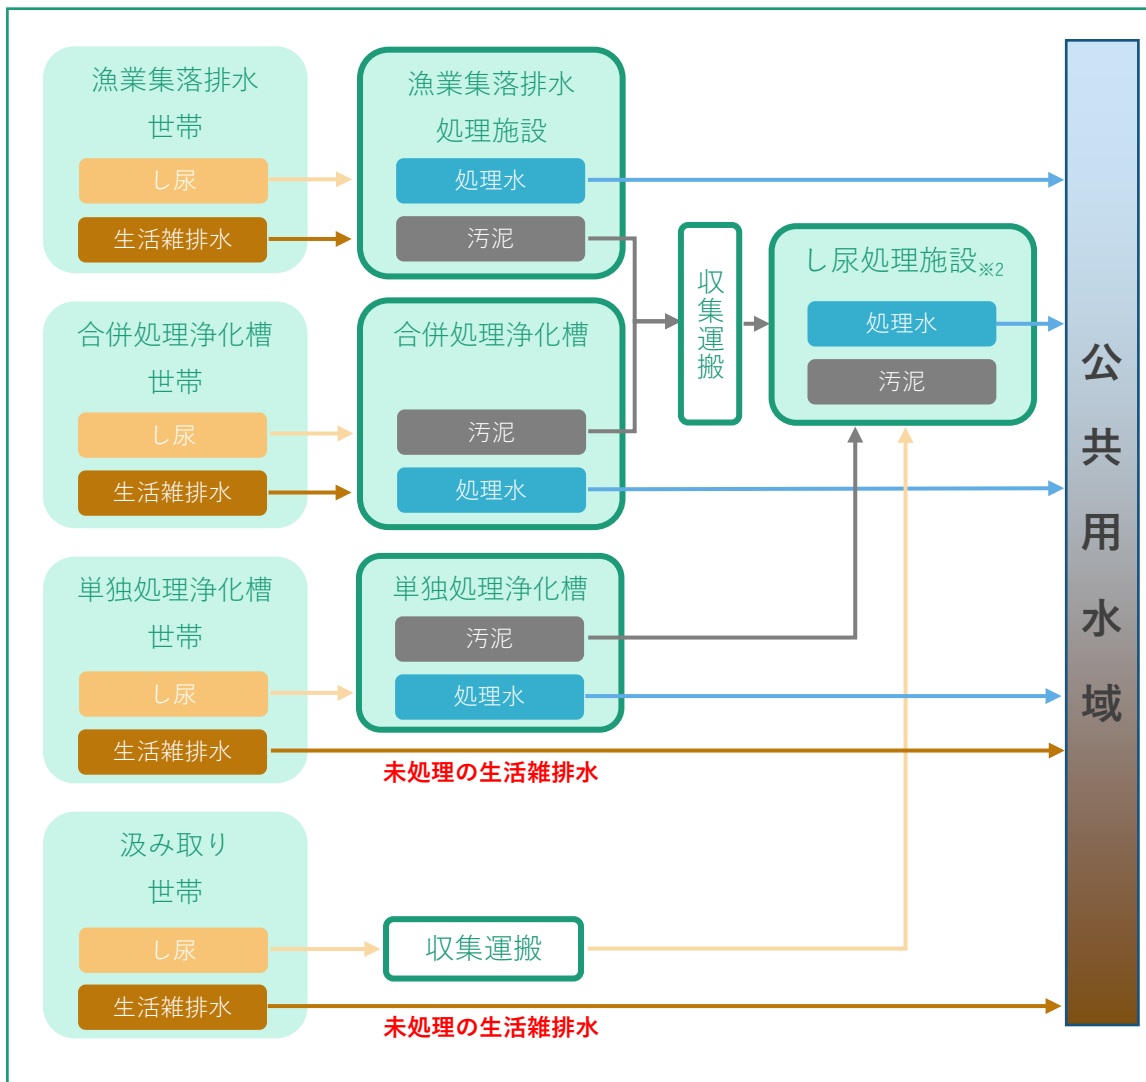 漁業集落排水
世帯
し尿
生活雑排水
漁業集落排水
処理施設
処理水
汚泥
収集運搬
し尿処理施設※2
処理水
汚泥
合併処理浄化槽
世帯
し尿
生活雑排水
合併処理浄化槽
汚泥
処理水
単独処理浄化槽
世帯
し尿
生活雑排水
単独処理浄化槽
汚泥
処理水
未処理の生活雑排水
汲み取り
世帯
し尿
生活雑排水
収集運搬
未処理の生活雑排水
公共用水域